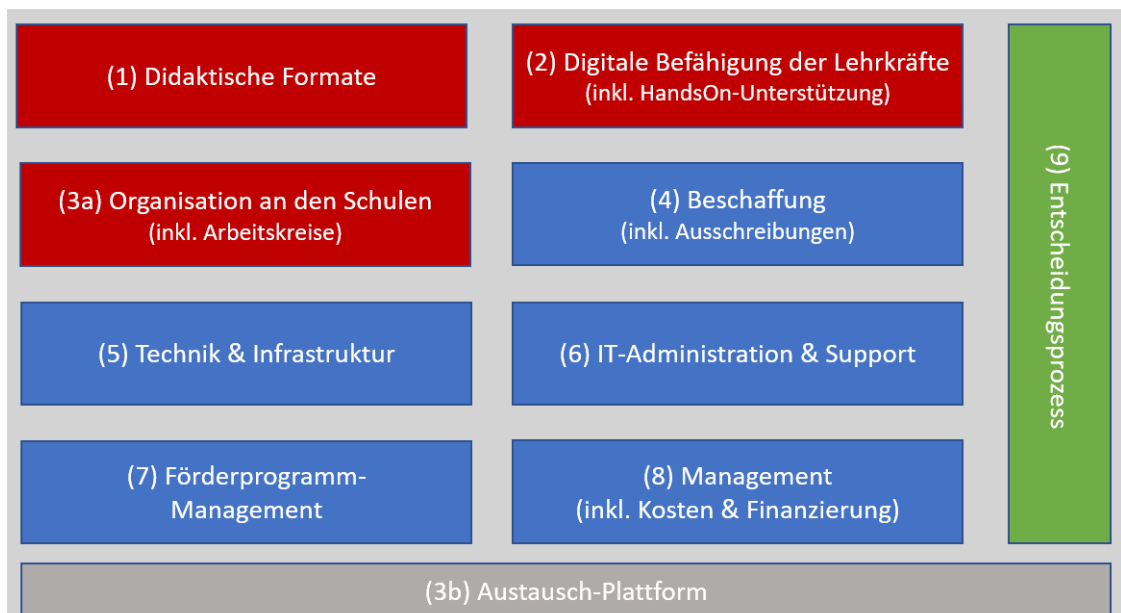 (1) Didaktische Formate
(2) Digitale Befähigung der Lehrkräfte
(inkl. HandsOn-Unterstützung)
(3a) Organisation an den Schulen
(inkl. Arbeitskreise)
(4) Beschaffung
(inkl. Ausschreibungen)
(5) Technik & Infrastruktur
(6) IT-Administration & Support
(7) Förderprogramm-
Management
(8) Management
(inkl. Kosten & Finanzierung)
(9) Entscheidungsprozess
(3b) Austausch-Plattform